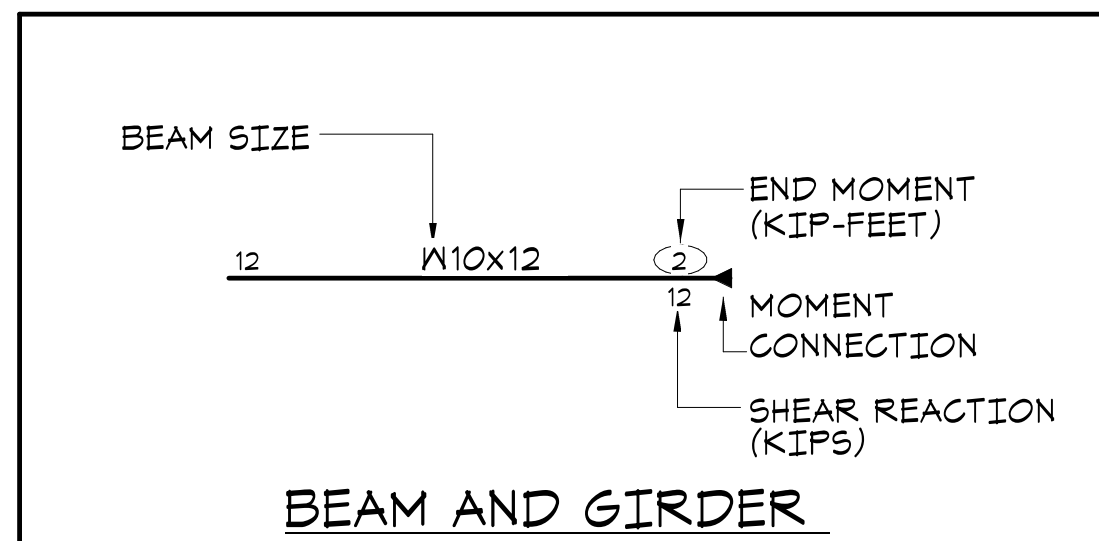 BEAM SIZE
END MOMENT
(KIP-FEET)
12 W10x12 2
12
MOMENT
CONNECTION
SHEAR REACTION
(KIPS)
BEAM AND GIRDER